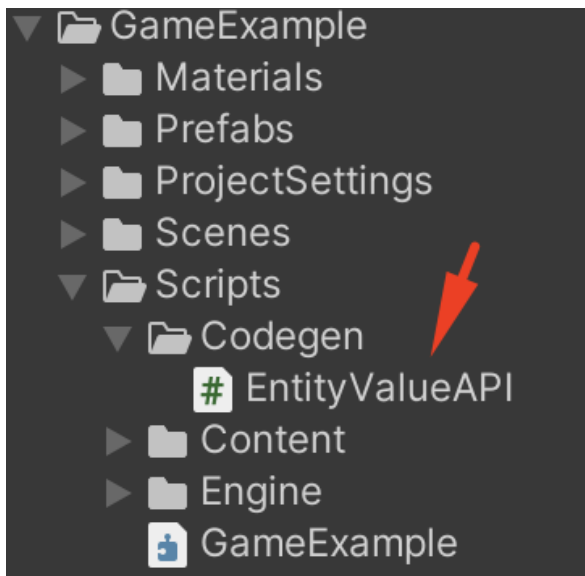 GameExample
Materials
Prefabs
ProjectSettings
Scenes
Scripts
Codegen
# EntityValueAPI
Content
Engine
GameExample